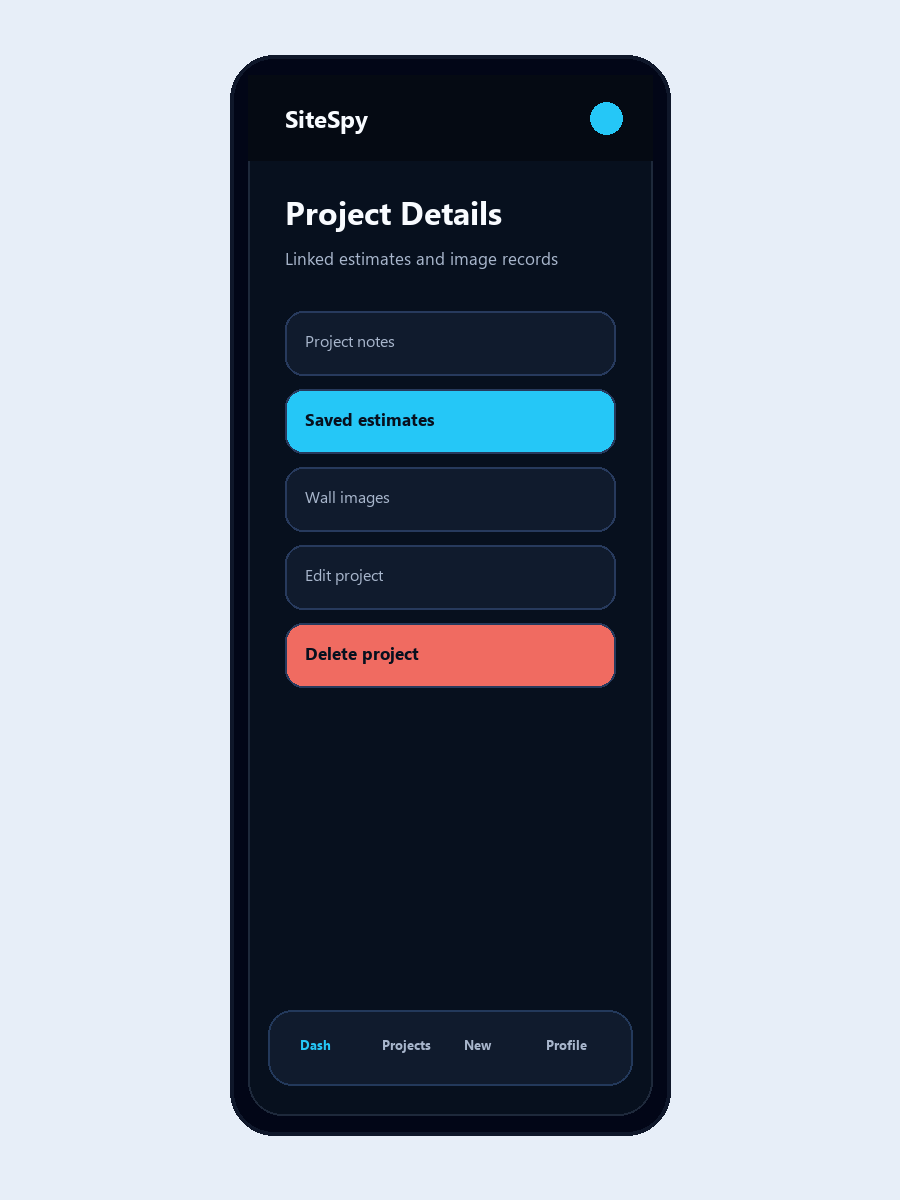 SiteSpy
Project Details
Linked estimates and image records
Project notes
Saved estimates
Wall images
Edit project
Delete project
Dash Projects New Profile